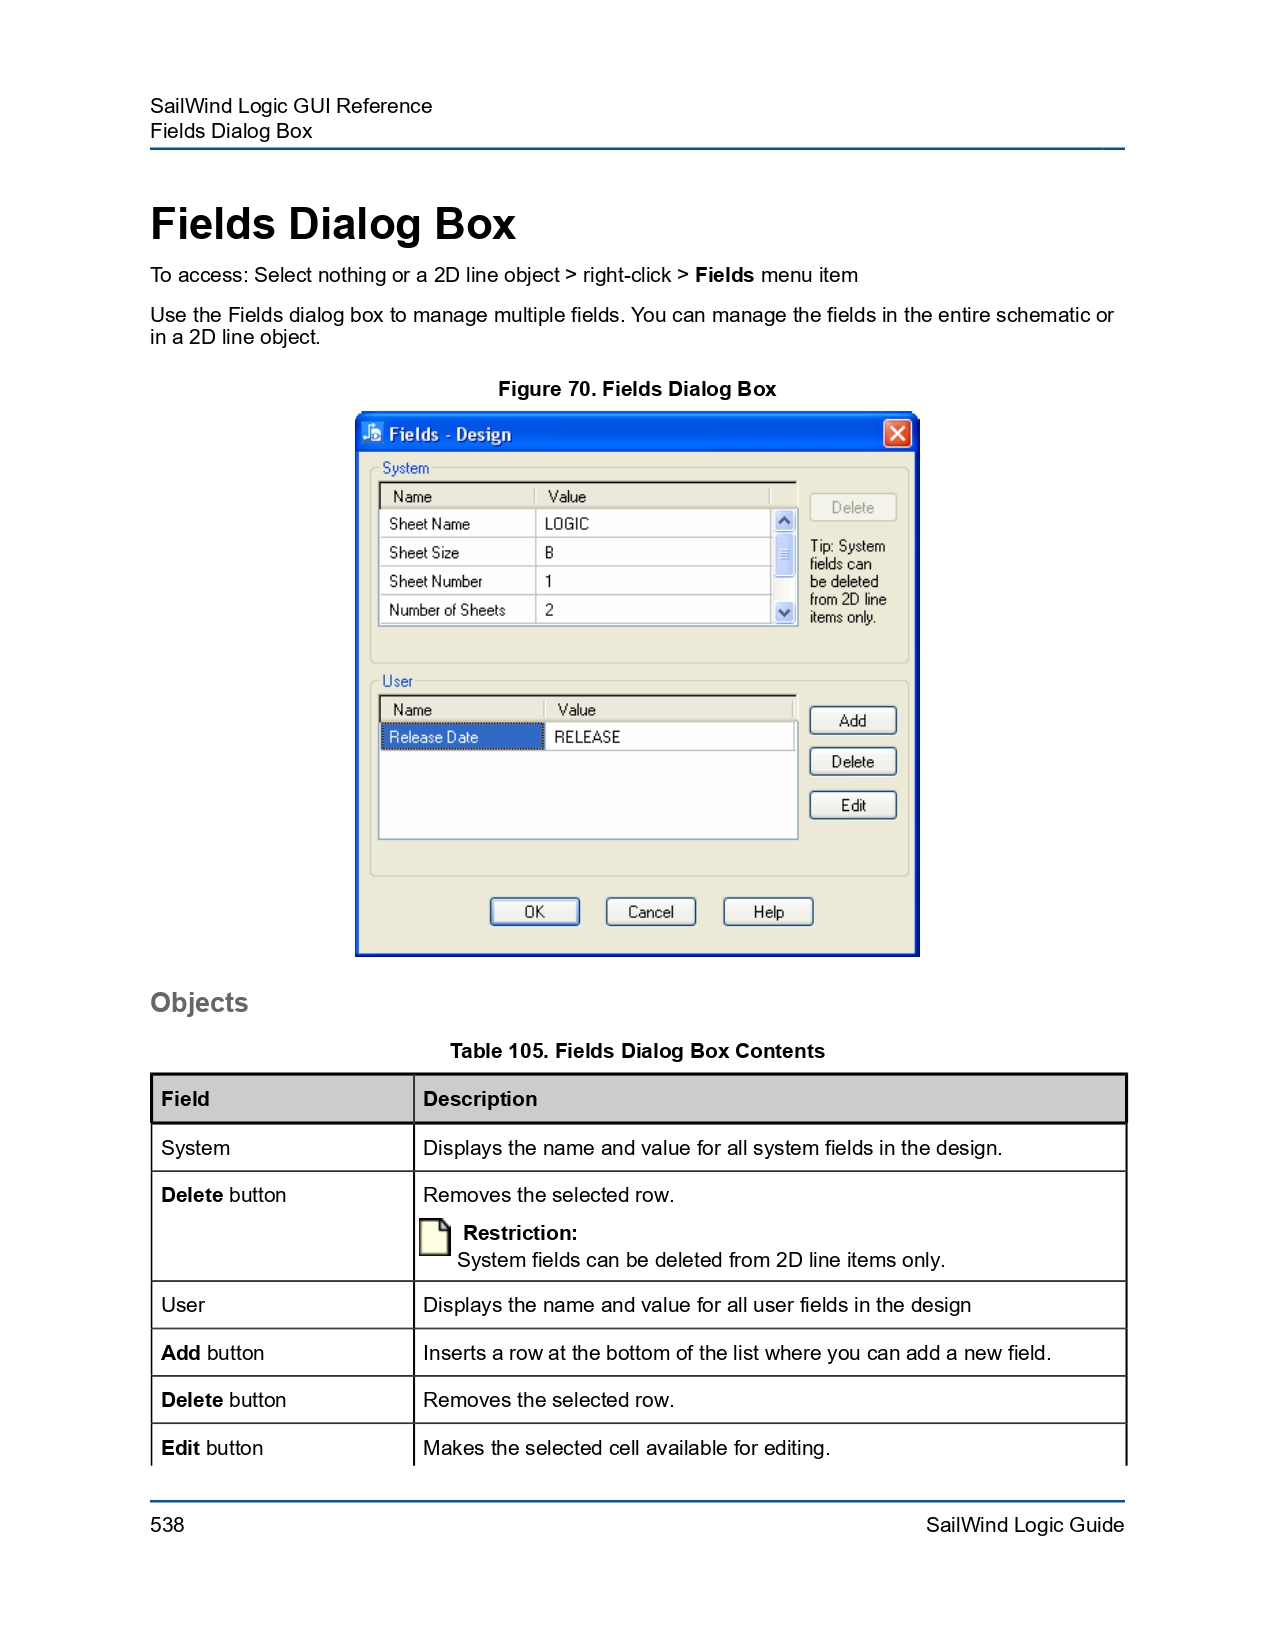 SailWind Logic GUI Reference
Fields Dialog Box
Fields Dialog Box
To access: Select nothing or a 2D line object > right-click > Fields menu item
Use the Fields dialog box to manage multiple fields. You can manage the fields in the entire schematic or
in a 2D line object.
Figure 70. Fields Dialog Box
Fields - Design
System
Name Value
Sheet Name LOGIC
Sheet Size B
Sheet Number 1
Number of Sheets 2
Delete
Tip: System
fields can
be deleted
from 2D line
items only.
User
Name Value
Release Date RELEASE
Add
Delete
Edit
OK Cancel Help
Objects
Table 105. Fields Dialog Box Contents
Field Description
System Displays the name and value for all system fields in the design.
Delete button Removes the selected row.
Restriction:
System fields can be deleted from 2D line items only.
User Displays the name and value for all user fields in the design
Add button Inserts a row at the bottom of the list where you can add a new field.
Delete button Removes the selected row.
Edit button Makes the selected cell available for editing.
538 SailWind Logic Guide